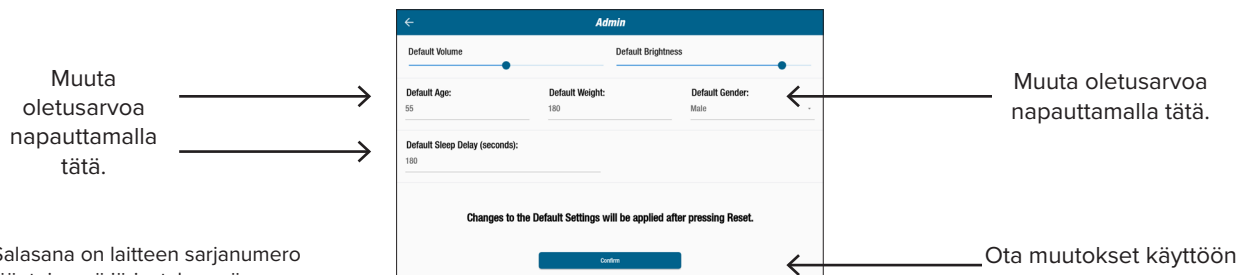 Muuta
oletusarvoa
napauttamalla
tätä.
Admin
Default Volume
Default Brightness
Default Age:
Default Weight:
Default Gender:
55
180
Male
Default Sleep Delay (seconds):
180
Changes to the Default Settings will be applied after pressing Reset.
Confirm
Muuta oletusarvoa
napauttamalla tätä.
Salasana on laitteen sarjanumero
Ota muutokset käyttöön